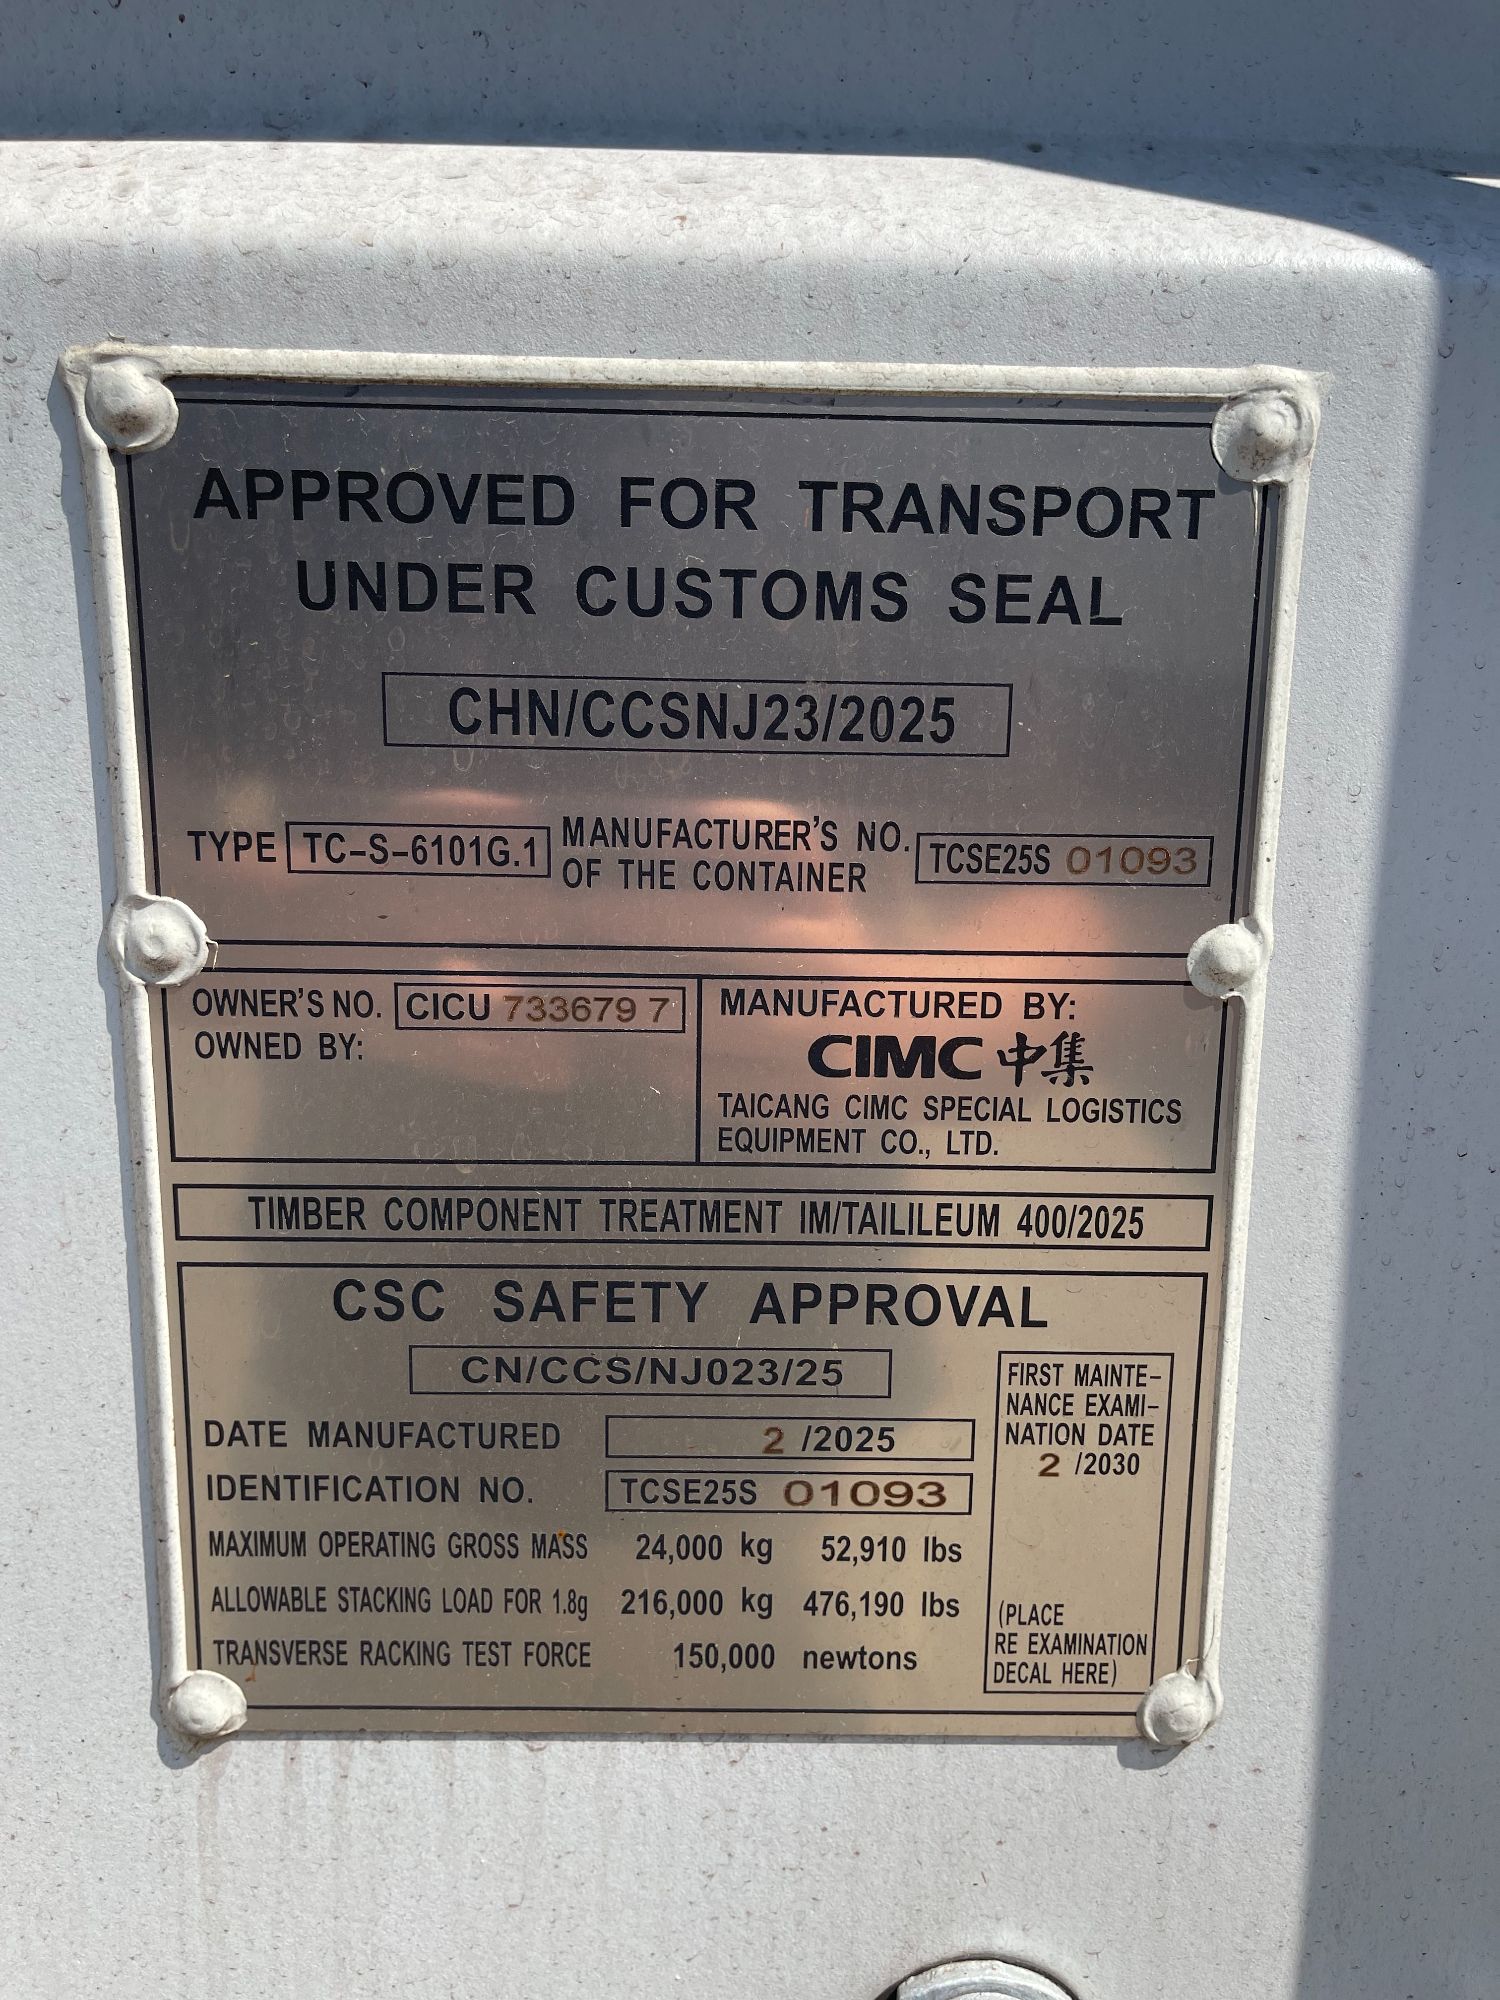 APPROVED FOR TRANSPORT
UNDER CUSTOMS SEAL
CHN/CCSNJ23/2025
TYPE TC-S-6101G.1 MANUFACTURER'S NO. OF THE CONTAINER TCSE25S 01093
OWNER'S NO. CICU 733679 7
OWNED BY:
MANUFACTURED BY:
CIMC 中集
TAICANG CIMC SPECIAL LOGISTICS
EQUIPMENT CO., LTD.
TIMBER COMPONENT TREATMENT IM/TAILILEUM 400/2025
CSC SAFETY APPROVAL
CN/CCS/NJ023/25
DATE MANUFACTURED 2 /2025
IDENTIFICATION NO. TCSE25S 01093
MAXIMUM OPERATING GROSS MASS 24,000 kg 52,910 lbs
ALLOWABLE STACKING LOAD FOR 1.8g 216,000 kg 476,190 lbs
TRANSVERSE RACKING TEST FORCE 150,000 newtons
FIRST MAINTE-
NANCE EXAMI-
NATION DATE
2 /2030
(PLACE
RE EXAMINATION
DECAL HERE)